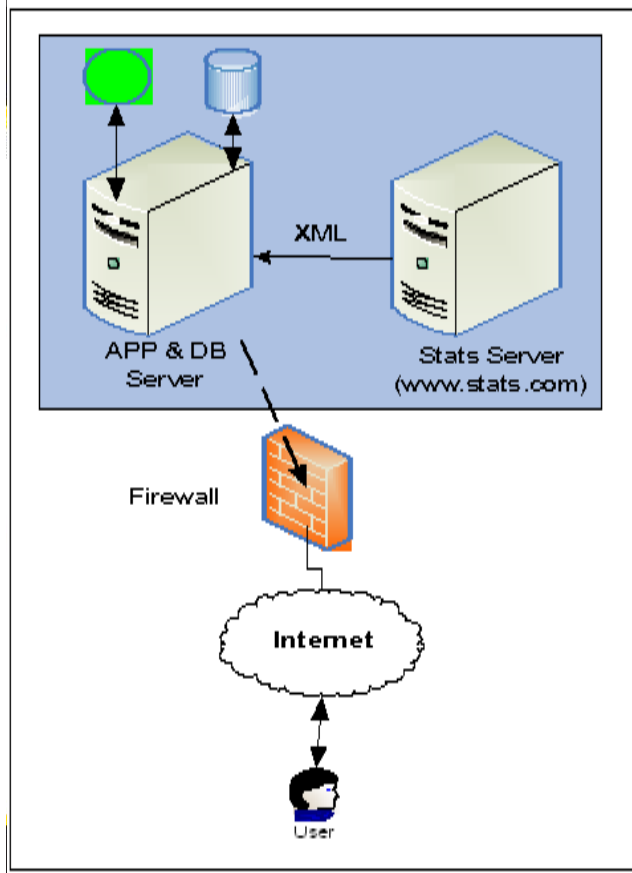 XML
APP & DB
Server
Stats Server
(www.stats.com)
Firewall
Internet
User